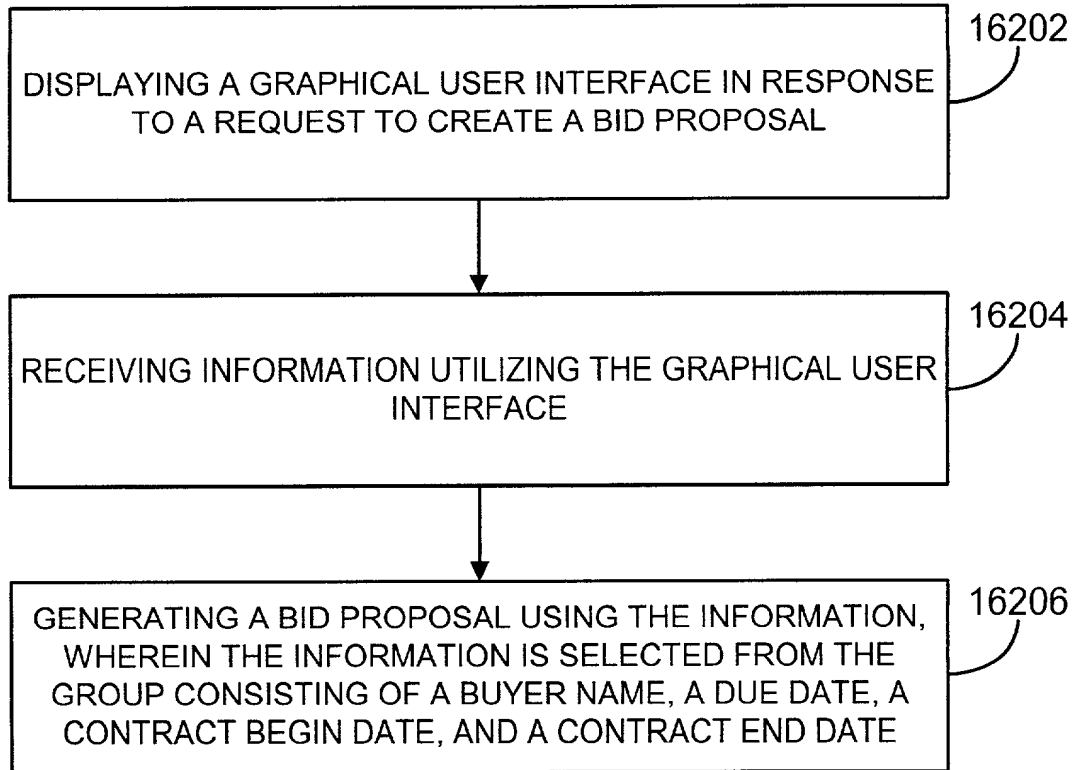 16202
DISPLAYING A GRAPHICAL USER INTERFACE IN RESPONSE
TO A REQUEST TO CREATE A BID PROPOSAL
16204
RECEIVING INFORMATION UTILIZING THE GRAPHICAL USER
INTERFACE
16206
GENERATING A BID PROPOSAL USING THE INFORMATION,
WHEREIN THE INFORMATION IS SELECTED FROM THE
GROUP CONSISTING OF A BUYER NAME, A DUE DATE, A
CONTRACT BEGIN DATE, AND A CONTRACT END DATE